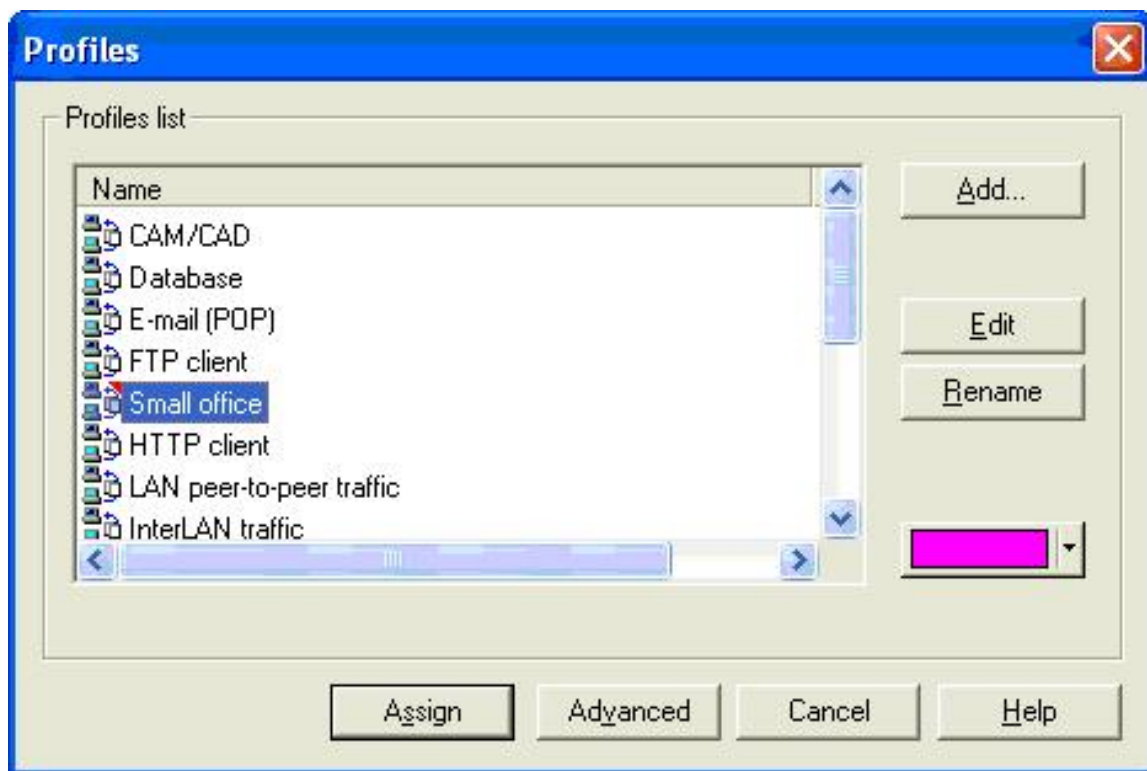 Profiles
Profiles list
Name
CAM/CAD
Database
E-mail (POP)
FTP client
Small office
HTTP client
LAN peer-to-peer traffic
InterLAN traffic
Add...
Edit
Rename
Assign
Advanced
Cancel
Help